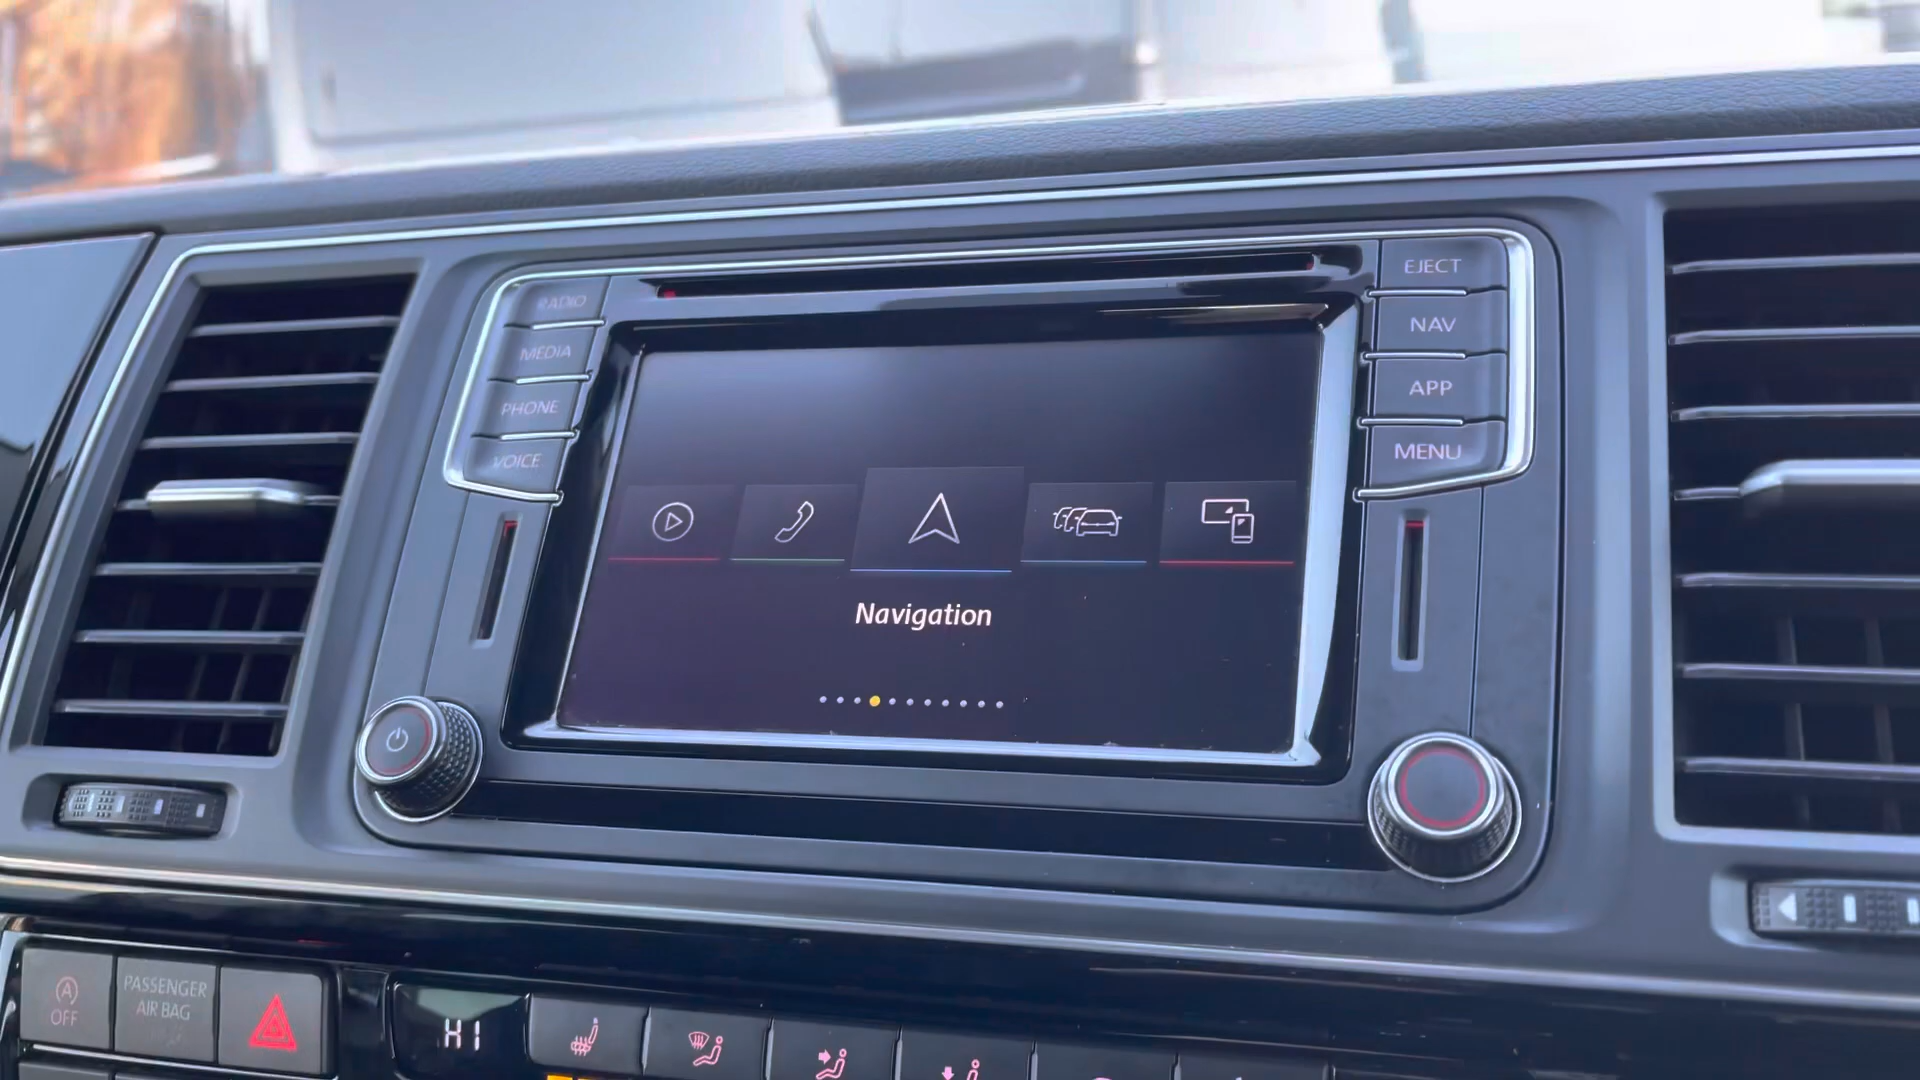 RADIO
MEDIA
PHONE
VOICE
EJECT
NAV
APP
MENU
Navigation
A
OFF
PASSENGER
AIR BAG
HI